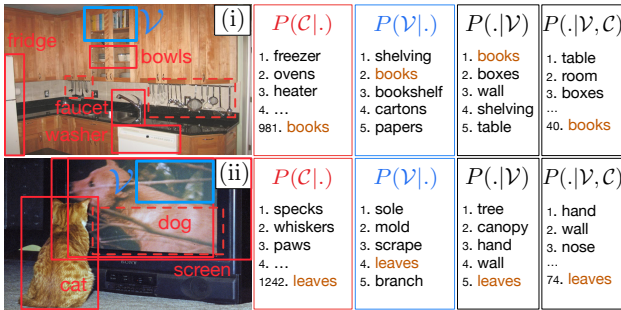 (i)
V
fridge
bowls
faucet
washer
P(C|.)
1. freezer
2. ovens
3. heater
4. ...
981. books
P(V|.)
1. shelving
2. books
3. bookshelf
4. cartons
5. papers
P(.|V)
1. books
2. boxes
3. wall
4. shelving
5. table
P(.|V, C)
1. table
2. room
3. boxes
...
40. books
(ii)
V
dog
screen
cat
SONY
P(C|.)
1. specks
2. whiskers
3. paws
4. ...
1242. leaves
P(V|.)
1. sole
2. mold
3. scrape
4. leaves
5. branch
P(.|V)
1. tree
2. canopy
3. hand
4. wall
5. leaves
P(.|V, C)
1. hand
2. wall
3. nose
...
74. leaves